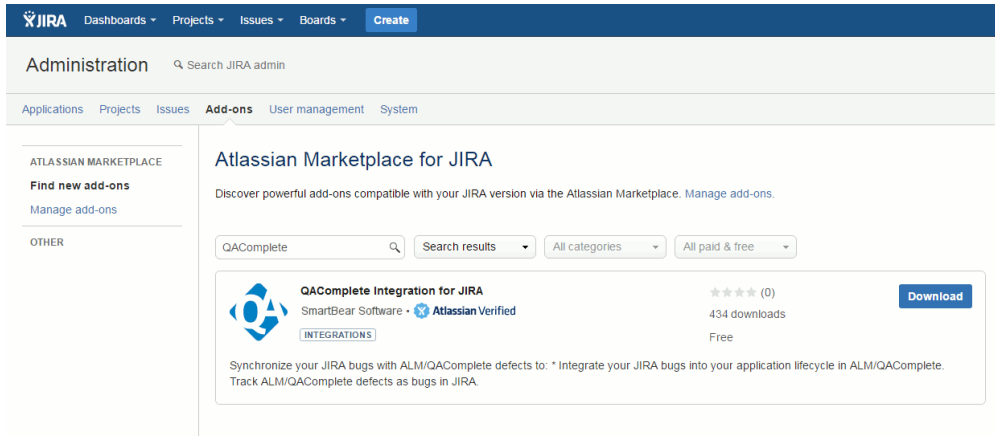 JIRA Dashboards Projects Issues Boards Create
Administration Search JIRA admin
Applications Projects Issues Add-ons User management System
ATLASSIAN MARKETPLACE
Find new add-ons
Manage add-ons
OTHER
Atlassian Marketplace for JIRA
Discover powerful add-ons compatible with your JIRA version via the Atlassian Marketplace. Manage add-ons.
QAComplete Search results All categories All paid & free
QA
QAComplete Integration for JIRA
SmartBear Software • Atlassian Verified
INTEGRATIONS
(0)
434 downloads
Free
Download
Synchronize your JIRA bugs with ALM/QAComplete defects to: * Integrate your JIRA bugs into your application lifecycle in ALM/QAComplete.
Track ALM/QAComplete defects as bugs in JIRA.